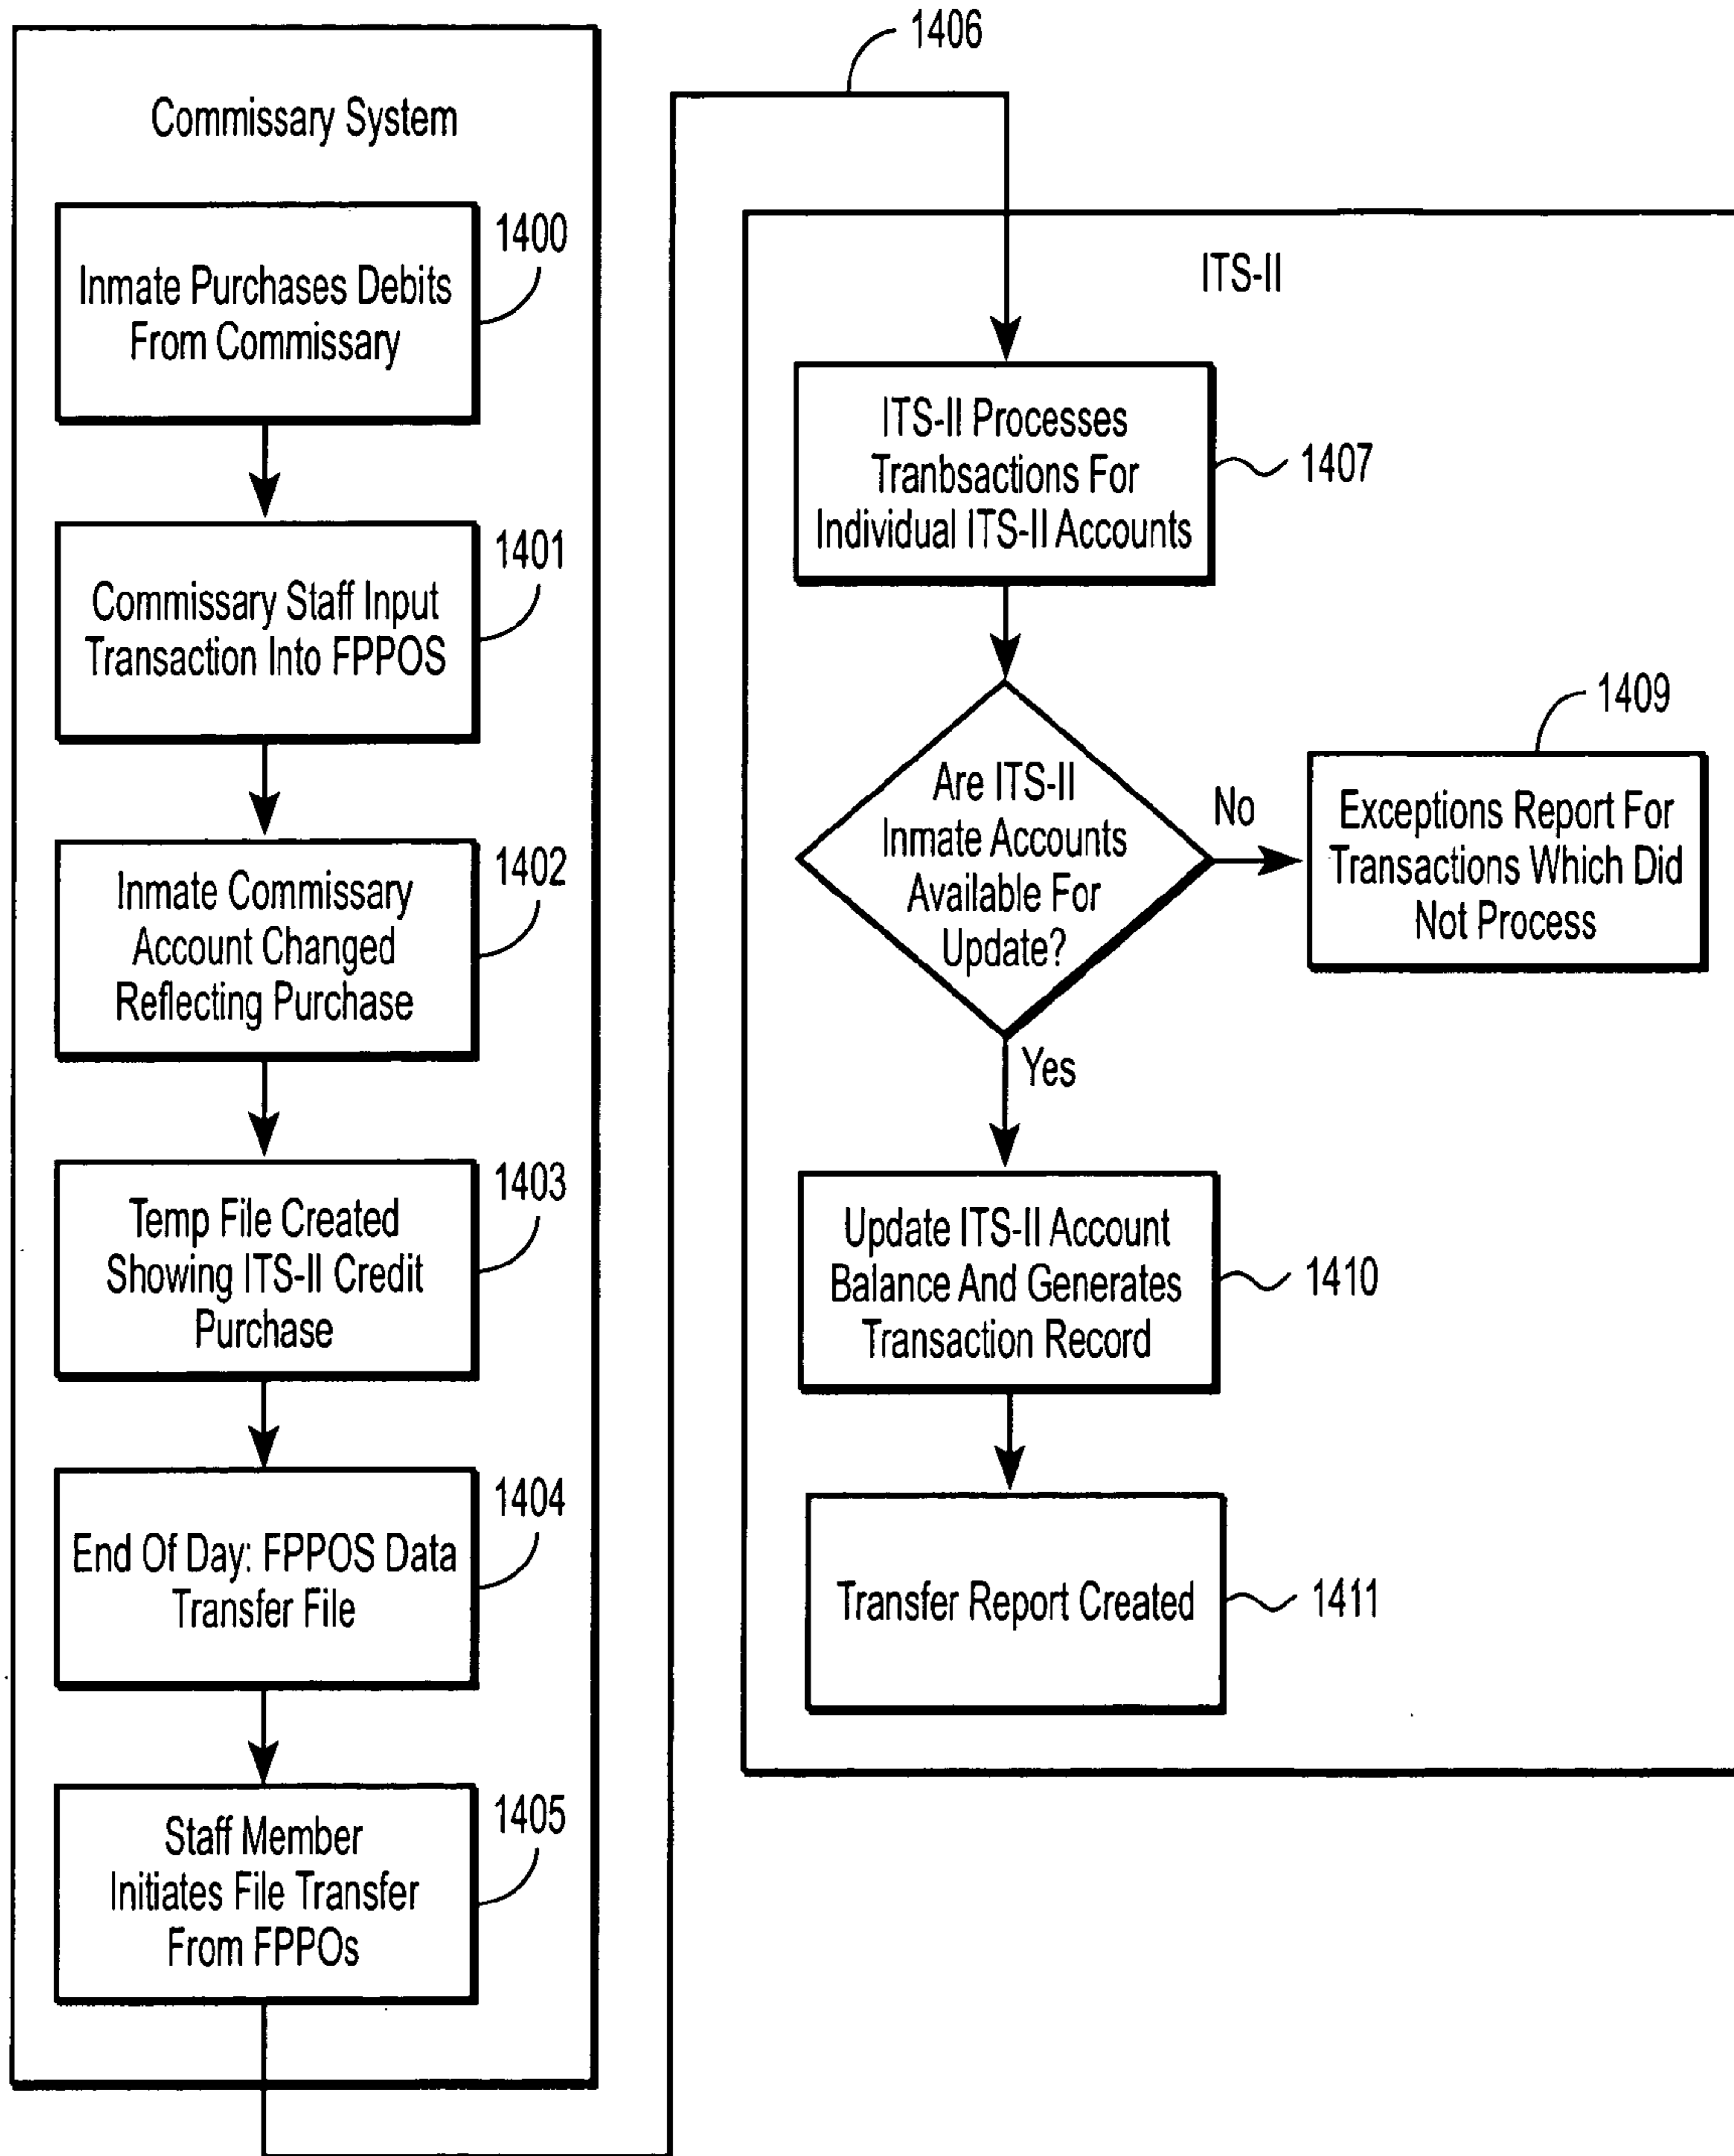 Commissary System
1400
Inmate Purchases Debits
From Commissary
1401
Commissary Staff Input
Transaction Into FPPOS
1402
Inmate Commissary
Account Changed
Reflecting Purchase
1403
Temp File Created
Showing ITS-II Credit
Purchase
1404
End Of Day: FPPOS Data
Transfer File
1405
Staff Member
Initiates File Transfer
From FPPOs
1406
ITS-II
ITS-II Processes
Tranbsactions For
Individual ITS-II Accounts
1407
Are ITS-II
Inmate Accounts
Available For
Update?
No
1409
Exceptions Report For
Transactions Which Did
Not Process
Yes
Update ITS-II Account
Balance And Generates
Transaction Record
1410
Transfer Report Created
1411